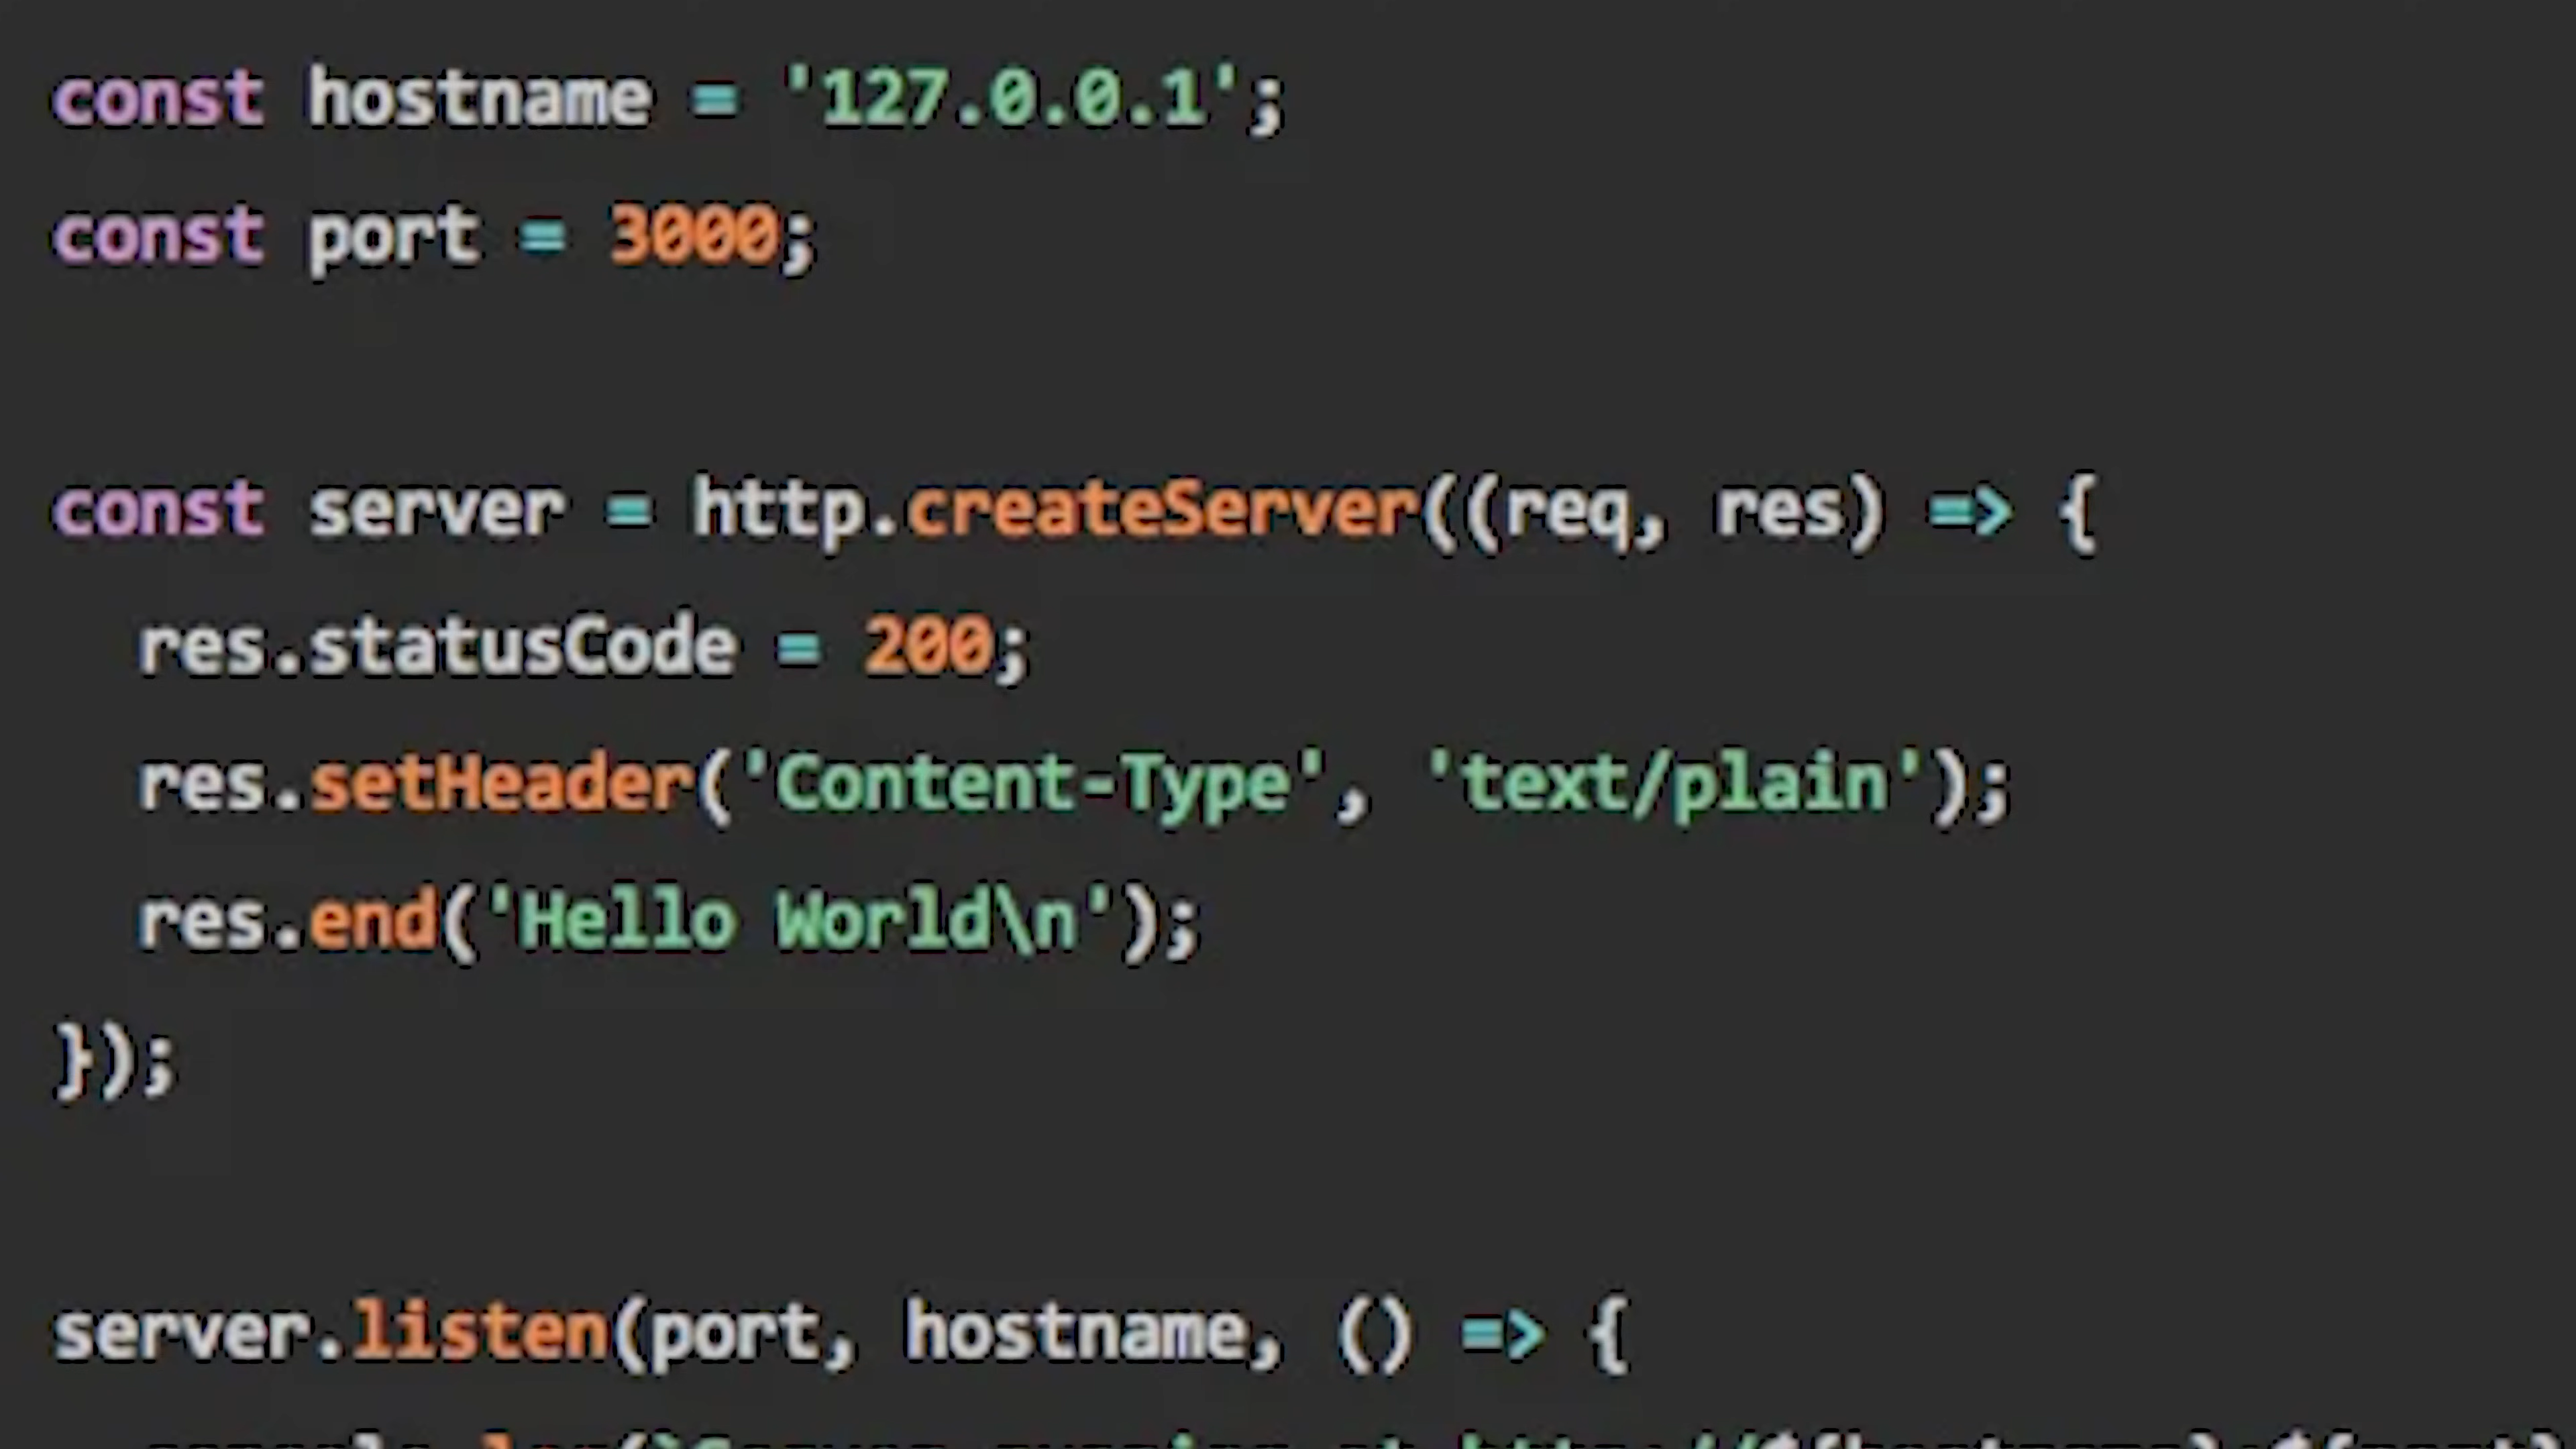 const hostname = '127.0.0.1';
const port = 3000;
const server = http.createServer((req, res) => {
  res.statusCode = 200;
  res.setHeader('Content-Type', 'text/plain');
  res.end('Hello World\n');
});
server.listen(port, hostname, () => {